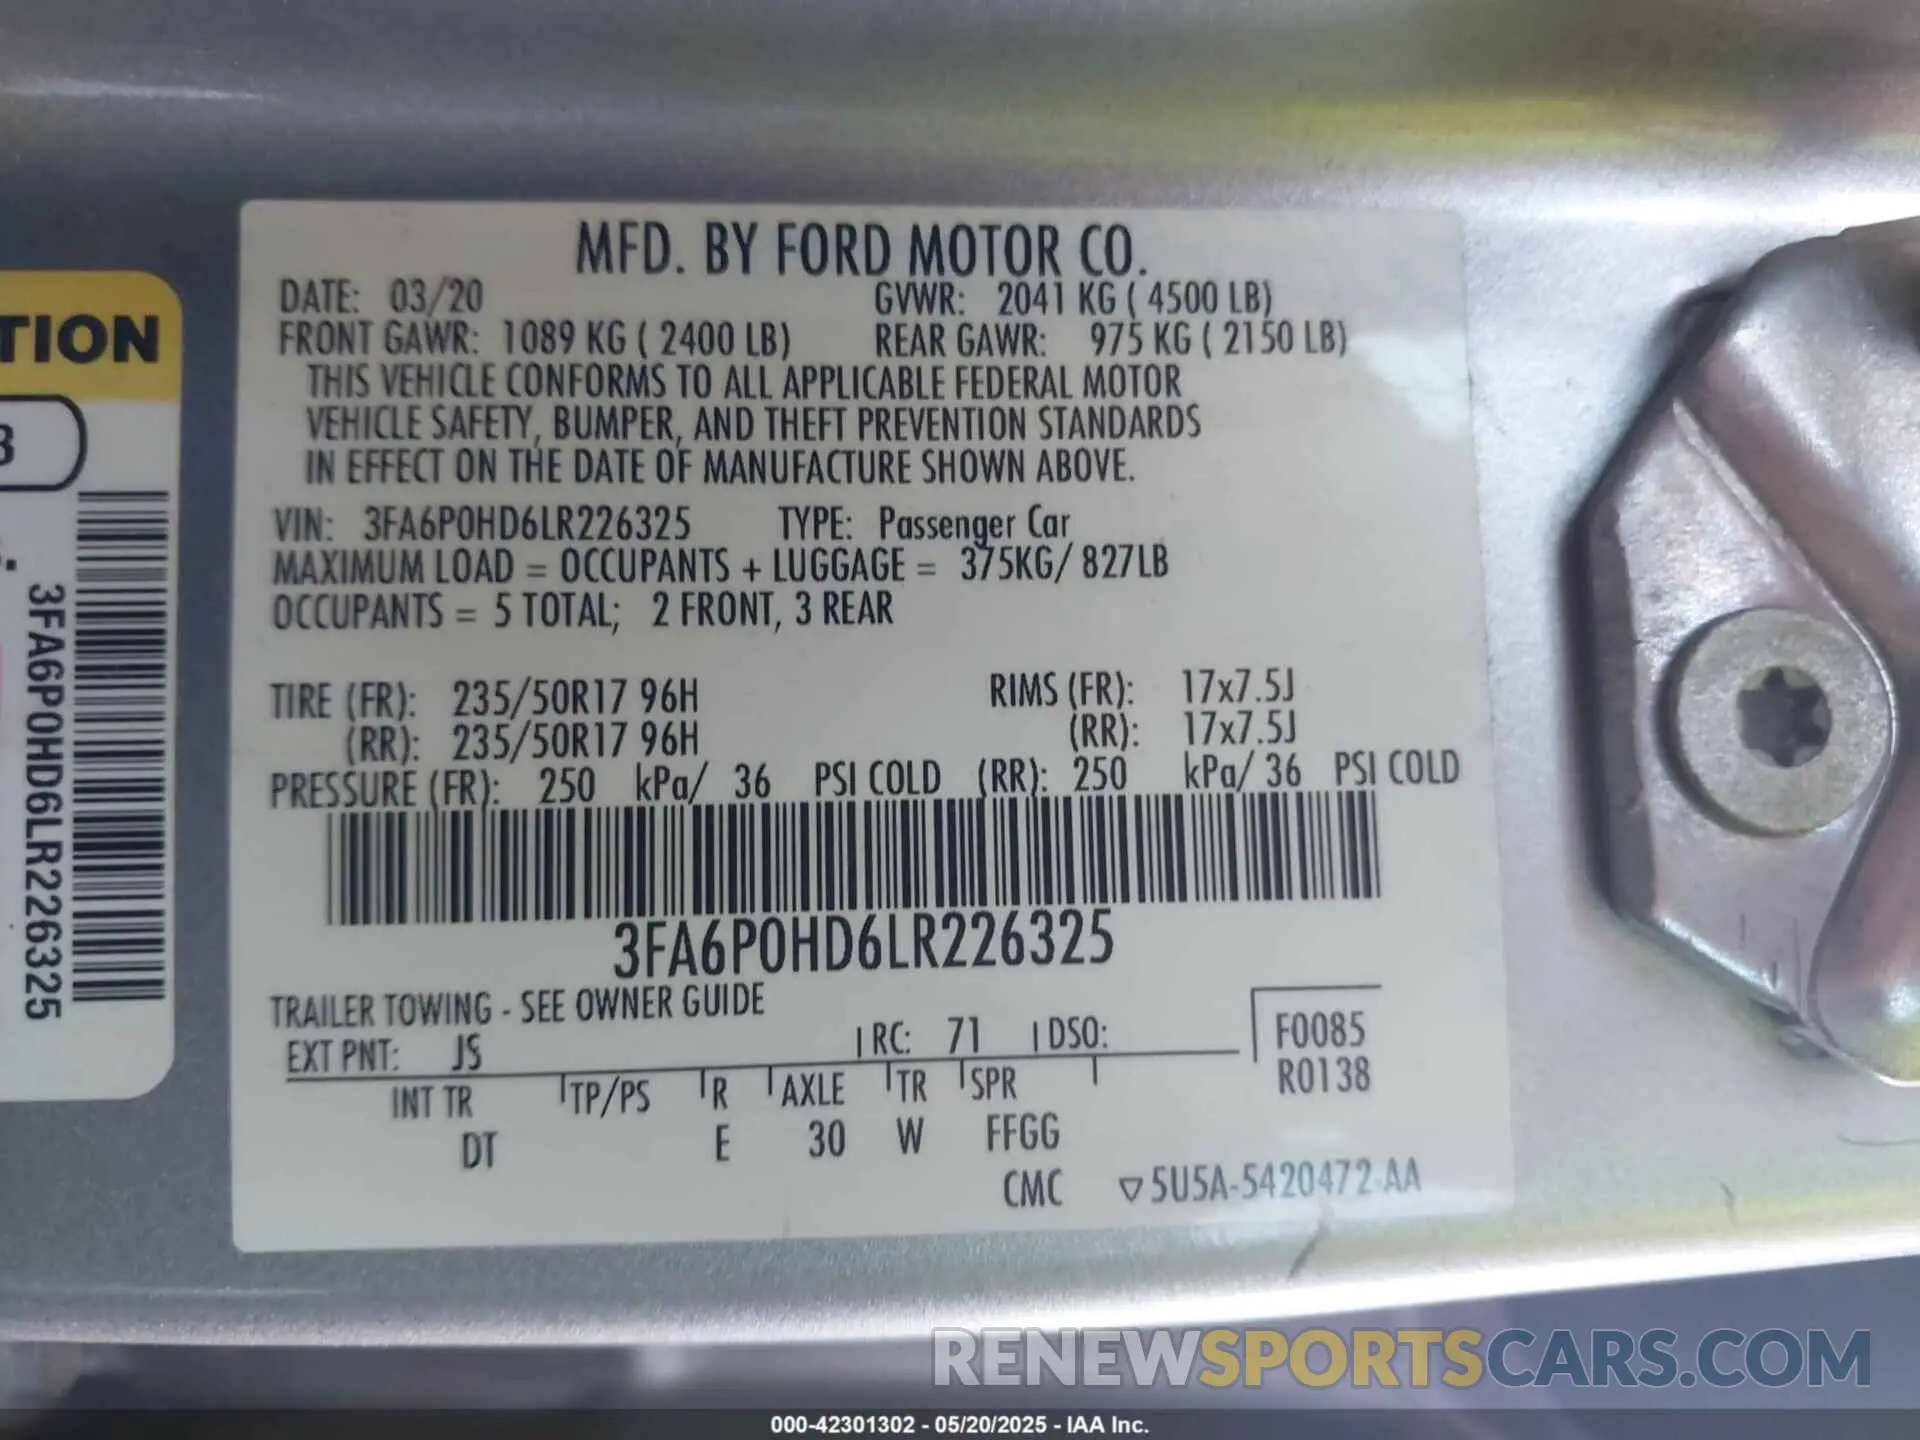 MFD. BY FORD MOTOR CO.
DATE: 03/20 GVWR: 2041 KG ( 4500 LB)
FRONT GAWR: 1089 KG ( 2400 LB) REAR GAWR: 975 KG ( 2150 LB)
THIS VEHICLE CONFORMS TO ALL APPLICABLE FEDERAL MOTOR
VEHICLE SAFETY, BUMPER, AND THEFT PREVENTION STANDARDS
IN EFFECT ON THE DATE OF MANUFACTURE SHOWN ABOVE.
VIN: 3FA6P0HD6LR226325 TYPE: Passenger Car
MAXIMUM LOAD = OCCUPANTS + LUGGAGE = 375KG/ 827LB
OCCUPANTS = 5 TOTAL; 2 FRONT, 3 REAR
TIRE (FR): 235/50R17 96H RIMS (FR): 17x7.5J
(RR): 235/50R17 96H (RR): 17x7.5J
PRESSURE (FR): 250 kPa/ 36 PSI COLD (RR): 250 kPa/ 36 PSI COLD
3FA6P0HD6LR226325
TRAILER TOWING - SEE OWNER GUIDE
EXT PNT: JS RC: 71 DSO: F0085
R0138
INT TR TP/PS R AXLE TR SPR
DT E 30 W FFGG
CMC ▽5U5A-5420472-AA
TION
3FA6P0HD6LR226325
RENEWSPORTSCARS.COM
000-42301302 - 05/20/2025 - IAA Inc.